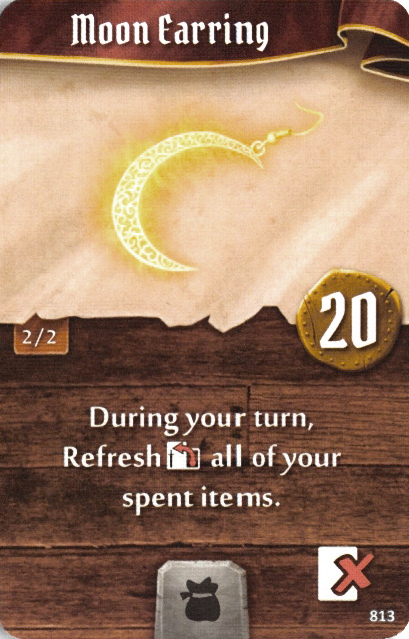 Moon Earring
2/2
20
During your turn,
Refresh all of your
spent items.
813